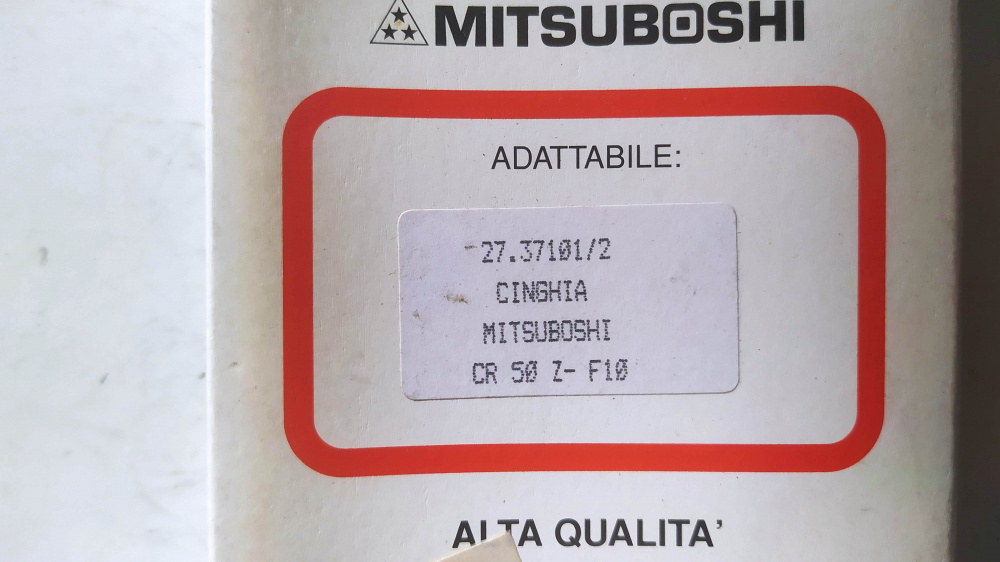 MITSUBOSHI
ADATTABILE:
27.37101/2
CINGHIA
MITSUBOSHI
CR 50 Z- F10
ALTA QUALITA'